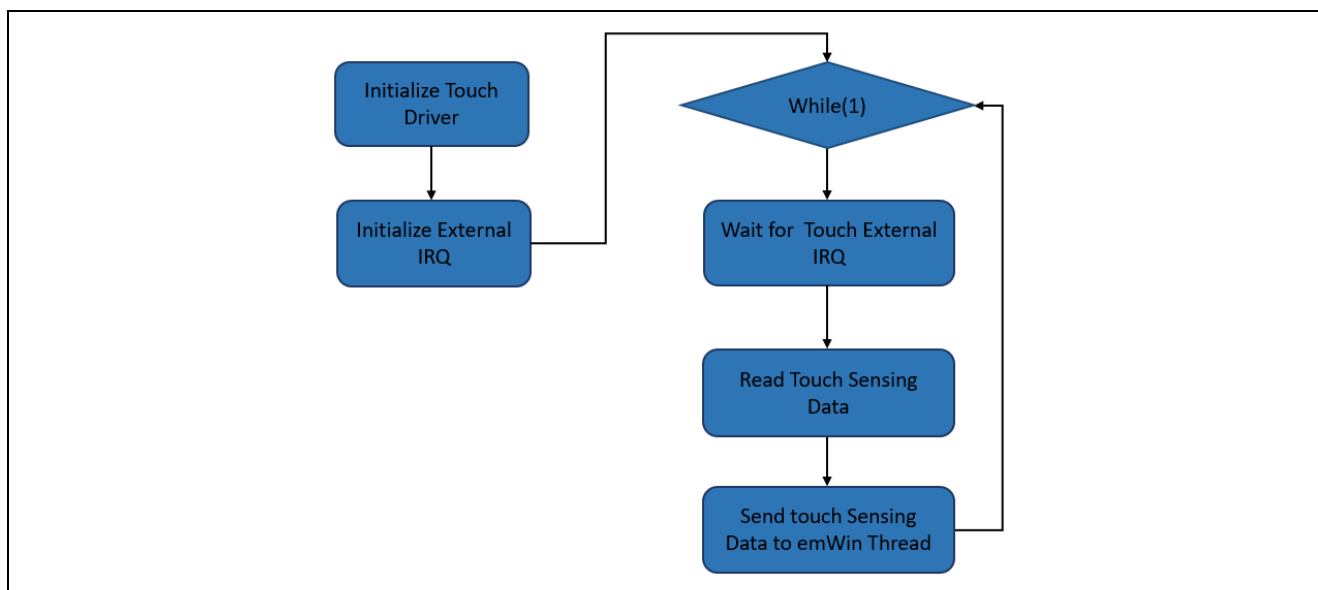 Initialize Touch
Driver
Initialize External
IRQ
While(1)
Wait for  Touch External
IRQ
Read Touch Sensing
Data
Send touch Sensing
Data to emWin Thread